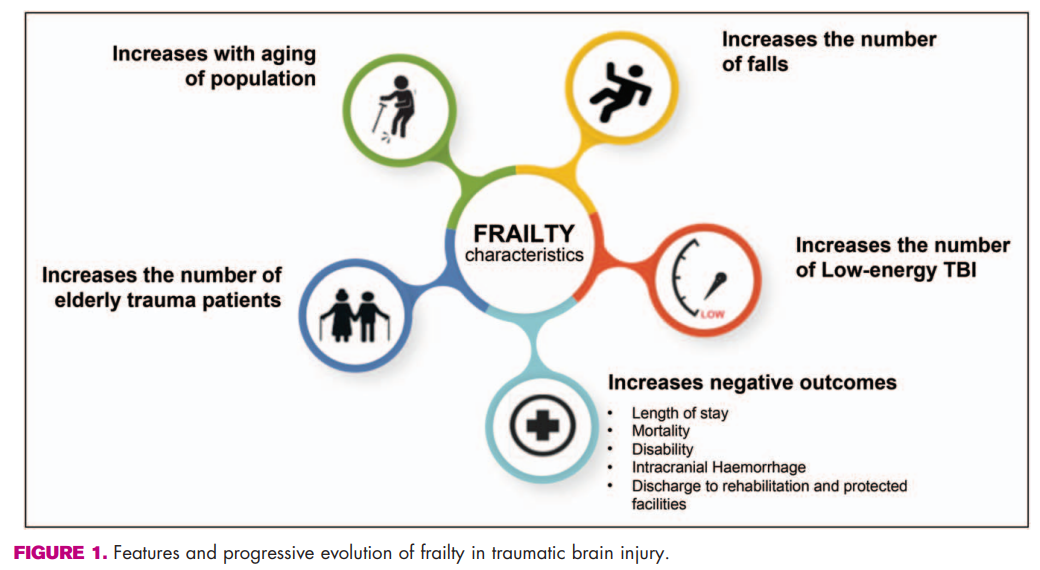 Increases with aging
of population
Increases the number
of falls
FRAILTY
characteristics
Increases the number
of Low-energy TBI
LOW
Increases the number of
elderly trauma patients
Increases negative outcomes
• Length of stay
• Mortality
• Disability
• Intracranial Haemorrhage
• Discharge to rehabilitation and protected
facilities
FIGURE 1. Features and progressive evolution of frailty in traumatic brain injury.